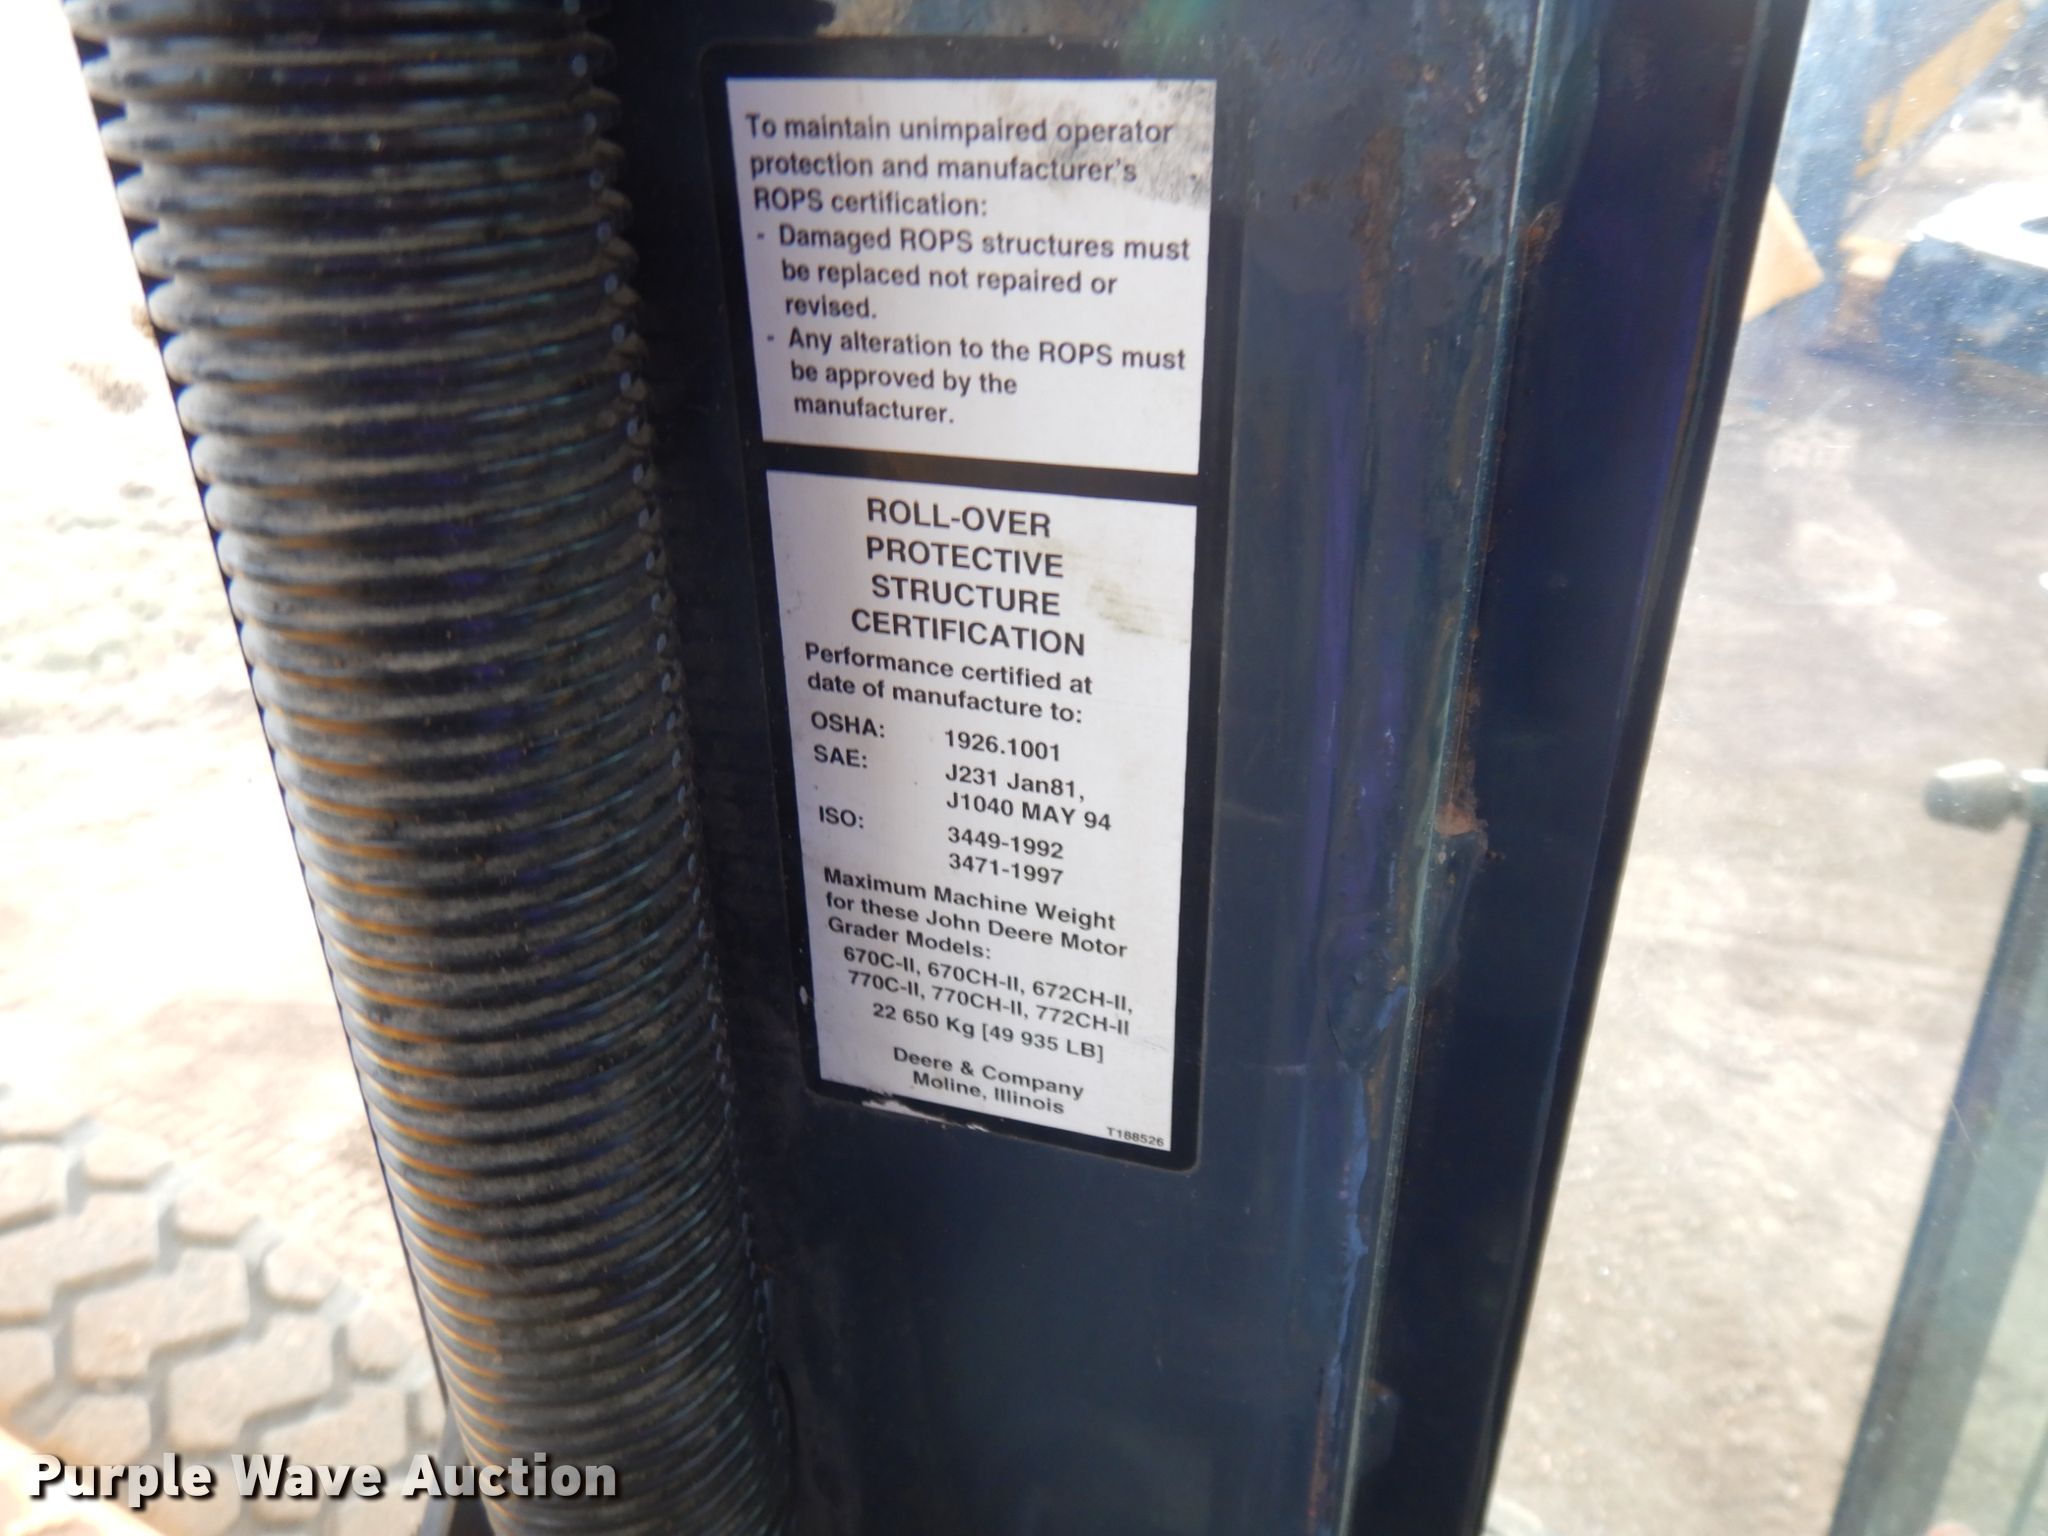 To maintain unimpaired operator
protection and manufacturer's
ROPS certification:
- Damaged ROPS structures must
be replaced not repaired or
revised.
- Any alteration to the ROPS must
be approved by the
manufacturer.
ROLL-OVER
PROTECTIVE
STRUCTURE
CERTIFICATION
Performance certified at
date of manufacture to:
OSHA: 1926.1001
SAE: J231 Jan81,
J1040 MAY 94
ISO: 3449-1992
3471-1997
Maximum Machine Weight
for these John Deere Motor
Grader Models:
670C-II, 670CH-II, 672CH-II,
770C-II, 770CH-II, 772CH-II
22 650 Kg [49 935 LB]
Deere & Company
Moline, Illinois
T188526
Purple Wave Auction